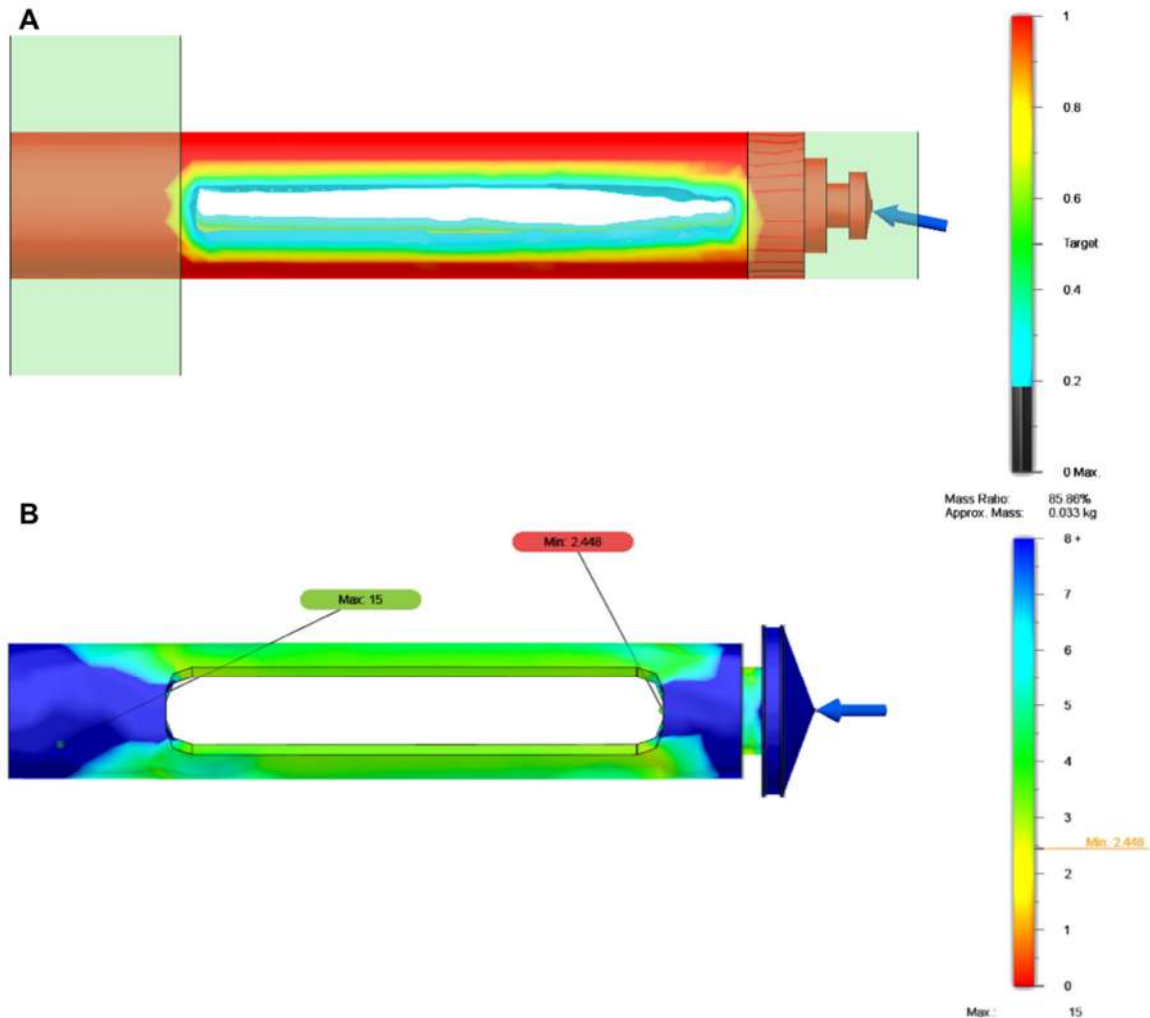 A
1
0.8
0.6
Target
0.4
0.2
0 Max.
Mass Ratio: 85.86%
Approx. Mass: 0.033 kg
B
Min: 2.448
Max: 15
8 +
7
6
5
4
3
Min: 2.448
2
1
0
Max.: 15